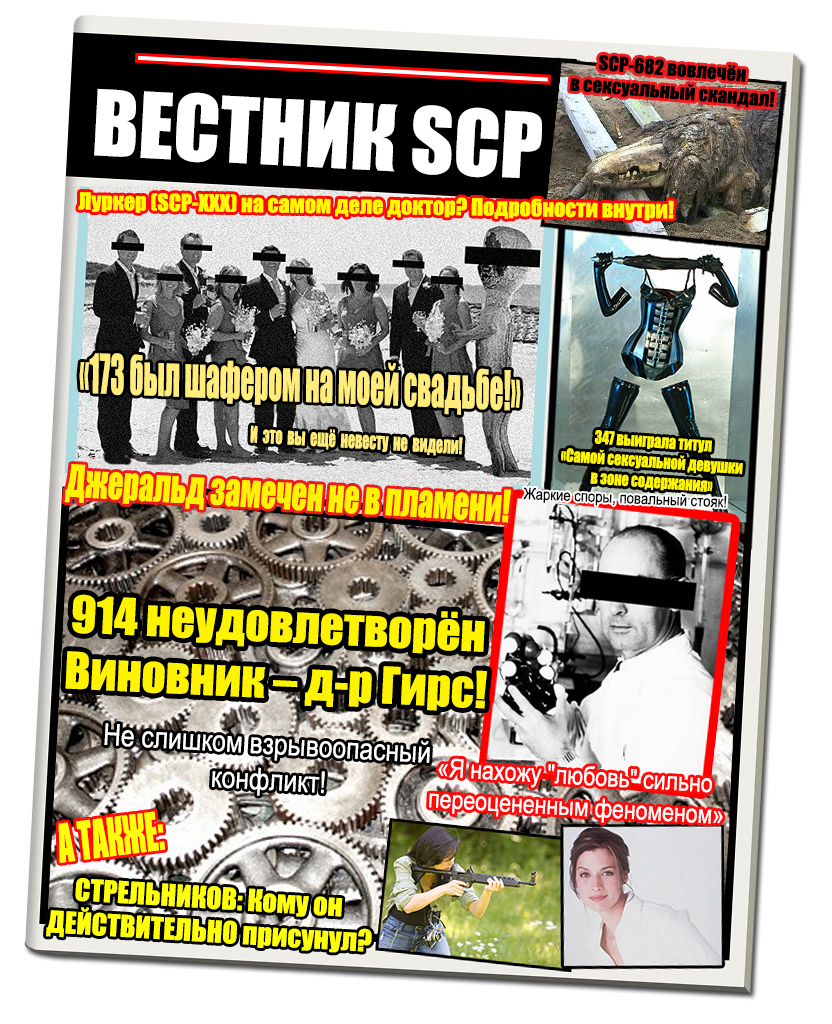 SCP-682 вовлечён
в сексуальный скандал!
ВЕСТНИК SCP
Луркер (SCP-XXX) на самом деле доктор? Подробности внутри!
«173 был шафером на моей свадьбе!»
И это вы ещё невесту не видели!
347 выиграла титул
«Самой сексуальной девушки
в зоне содержания»
Жаркие споры, повальный стояк!
Джеральд замечен не в пламени!
914 неудовлетворён
Виновник – д-р Гирс!
Не слишком взрывоопасный
конфликт!
«Я нахожу "любовь" сильно
переоцененным феноменом»
А ТАКЖЕ:
СТРЕЛЬНИКОВ: Кому он
ДЕЙСТВИТЕЛЬНО присунул?